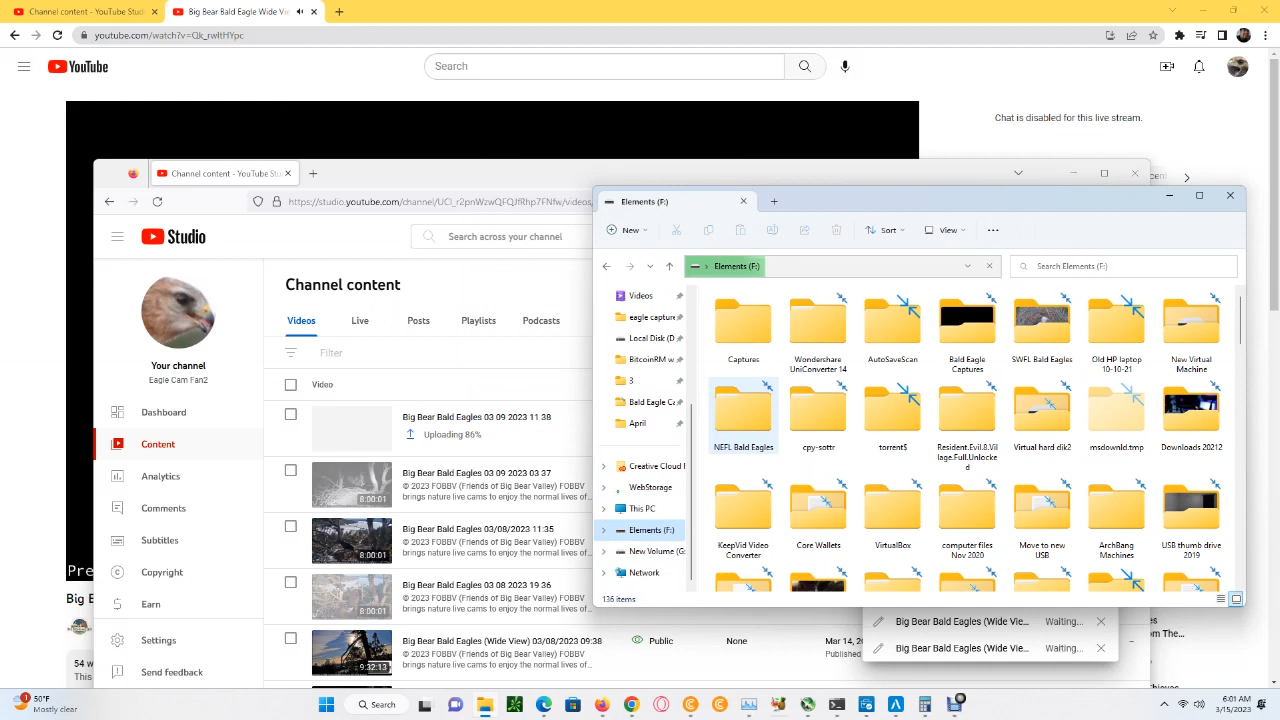 Content - YouTube Studio
Big Bear Bald Eagle Wide Vi
youtube.com/watch?v=Qk_rwltHYpc
YouTube
Search
Chat is disabled for this live stream.
Channel content - YouTube Stu
https://studio.youtube.com/channel/UCI_r2pnWzwQFQJfRhp7FNfw/videos,
Studio
Search across your channel
Your channel
Eagle Cam Fan2
Dashboard
Content
Analytics
Comments
Subtitles
Copyright
Earn
Settings
Send feedback
Channel content
Videos
Live
Posts
Playlists
Podcasts
Filter
Video
Big Bear Bald Eagles 03 09 2023 11 38
Uploading 86%
Big Bear Bald Eagles 03 09 2023 03 37
© 2023 FOBBV (Friends of Big Bear Valley) FOBBV
brings nature live cams to enjoy the normal lives of…
8:00:01
Big Bear Bald Eagles 03/08/2023 11:35
© 2023 FOBBV (Friends of Big Bear Valley) FOBBV
brings nature live cams to enjoy the normal lives of…
8:00:01
Big Bear Bald Eagles 03 08 2023 19 36
© 2023 FOBBV (Friends of Big Bear Valley) FOBBV
brings nature live cams to enjoy the normal lives of…
8:00:01
Big Bear Bald Eagles (Wide View) 03/08/2023 09:38
© 2023 FOBBV (Friends of Big Bear Valley) FOBBV
brings nature live cams to enjoy the normal lives of…
9:32:13
Public
None
Mar 14, 20
Published
Elements (F:)
New
Sort
View
Elements (F:)
Search Elements (F:)
Videos
eagle capture
Local Disk (D
BitcoinRM w
3
Bald Eagle Ca
April
Creative Cloud F
WebStorage
This PC
Elements (F:)
New Volume (G:
Network
Captures
Wondershare UniConverter 14
AutoSaveScan
Bald Eagle Captures
SWFL Bald Eagles
Old HP laptop 10-10-21
New Virtual Machine
NEFL Bald Eagles
cpy-sottr
torrent$
Resident.Evil.8.Village.Full.Unlocked
Virtual hard dik2
msdownld.tmp
Downloads 20212
KeepVid Video Converter
Core Wallets
VirtualBox
computer files Nov 2020
Move to new USB
ArchBang Machines
USB thumb drive 2019
136 items
Big Bear Bald Eagles (Wide Vie... Waiting...
Big Bear Bald Eagles (Wide Vie... Waiting...
Pre
Big B
54 w
This
1
50°F
Mostly clear
Search
6:01 AM
3/15/2023